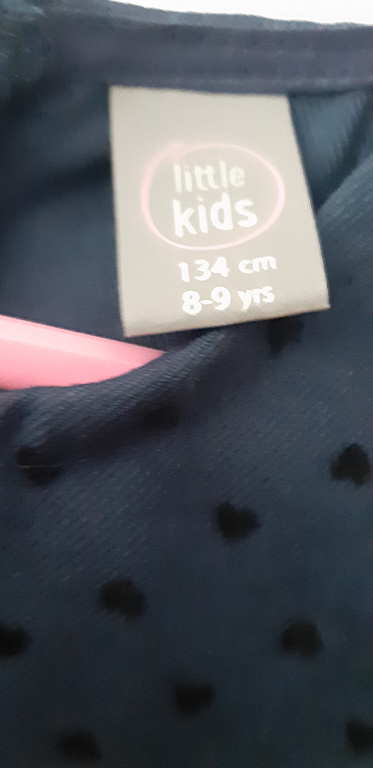 little
kids
134 cm
8-9 yrs